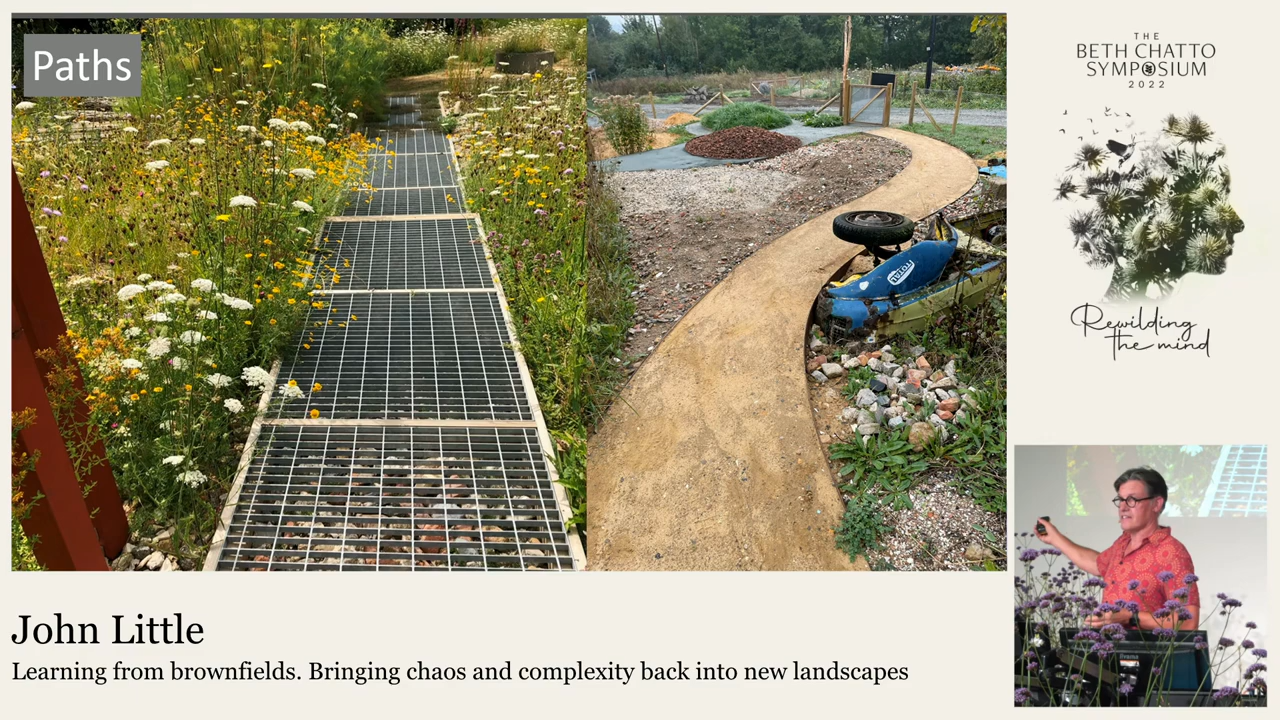 Paths
THE
BETH CHATTO
SYMPOSIUM
2022
Rewilding
the mind
TOTAL
John Little
Learning from brownfields. Bringing chaos and complexity back into new landscapes